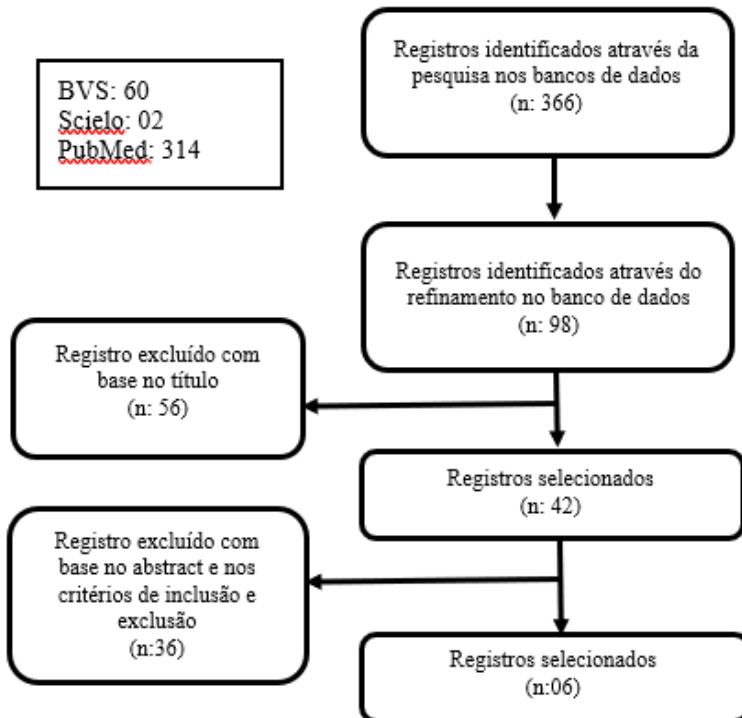 BVS: 60
Scielo: 02
PubMed: 314
Registros identificados através da
pesquisa nos bancos de dados
(n: 366)
Registros identificados através do
refinamento no banco de dados
(n: 98)
Registro excluído com
base no título
(n: 56)
Registros selecionados
(n: 42)
Registro excluído com
base no abstract e nos
critérios de inclusão e
exclusão
(n:36)
Registros selecionados
(n:06)